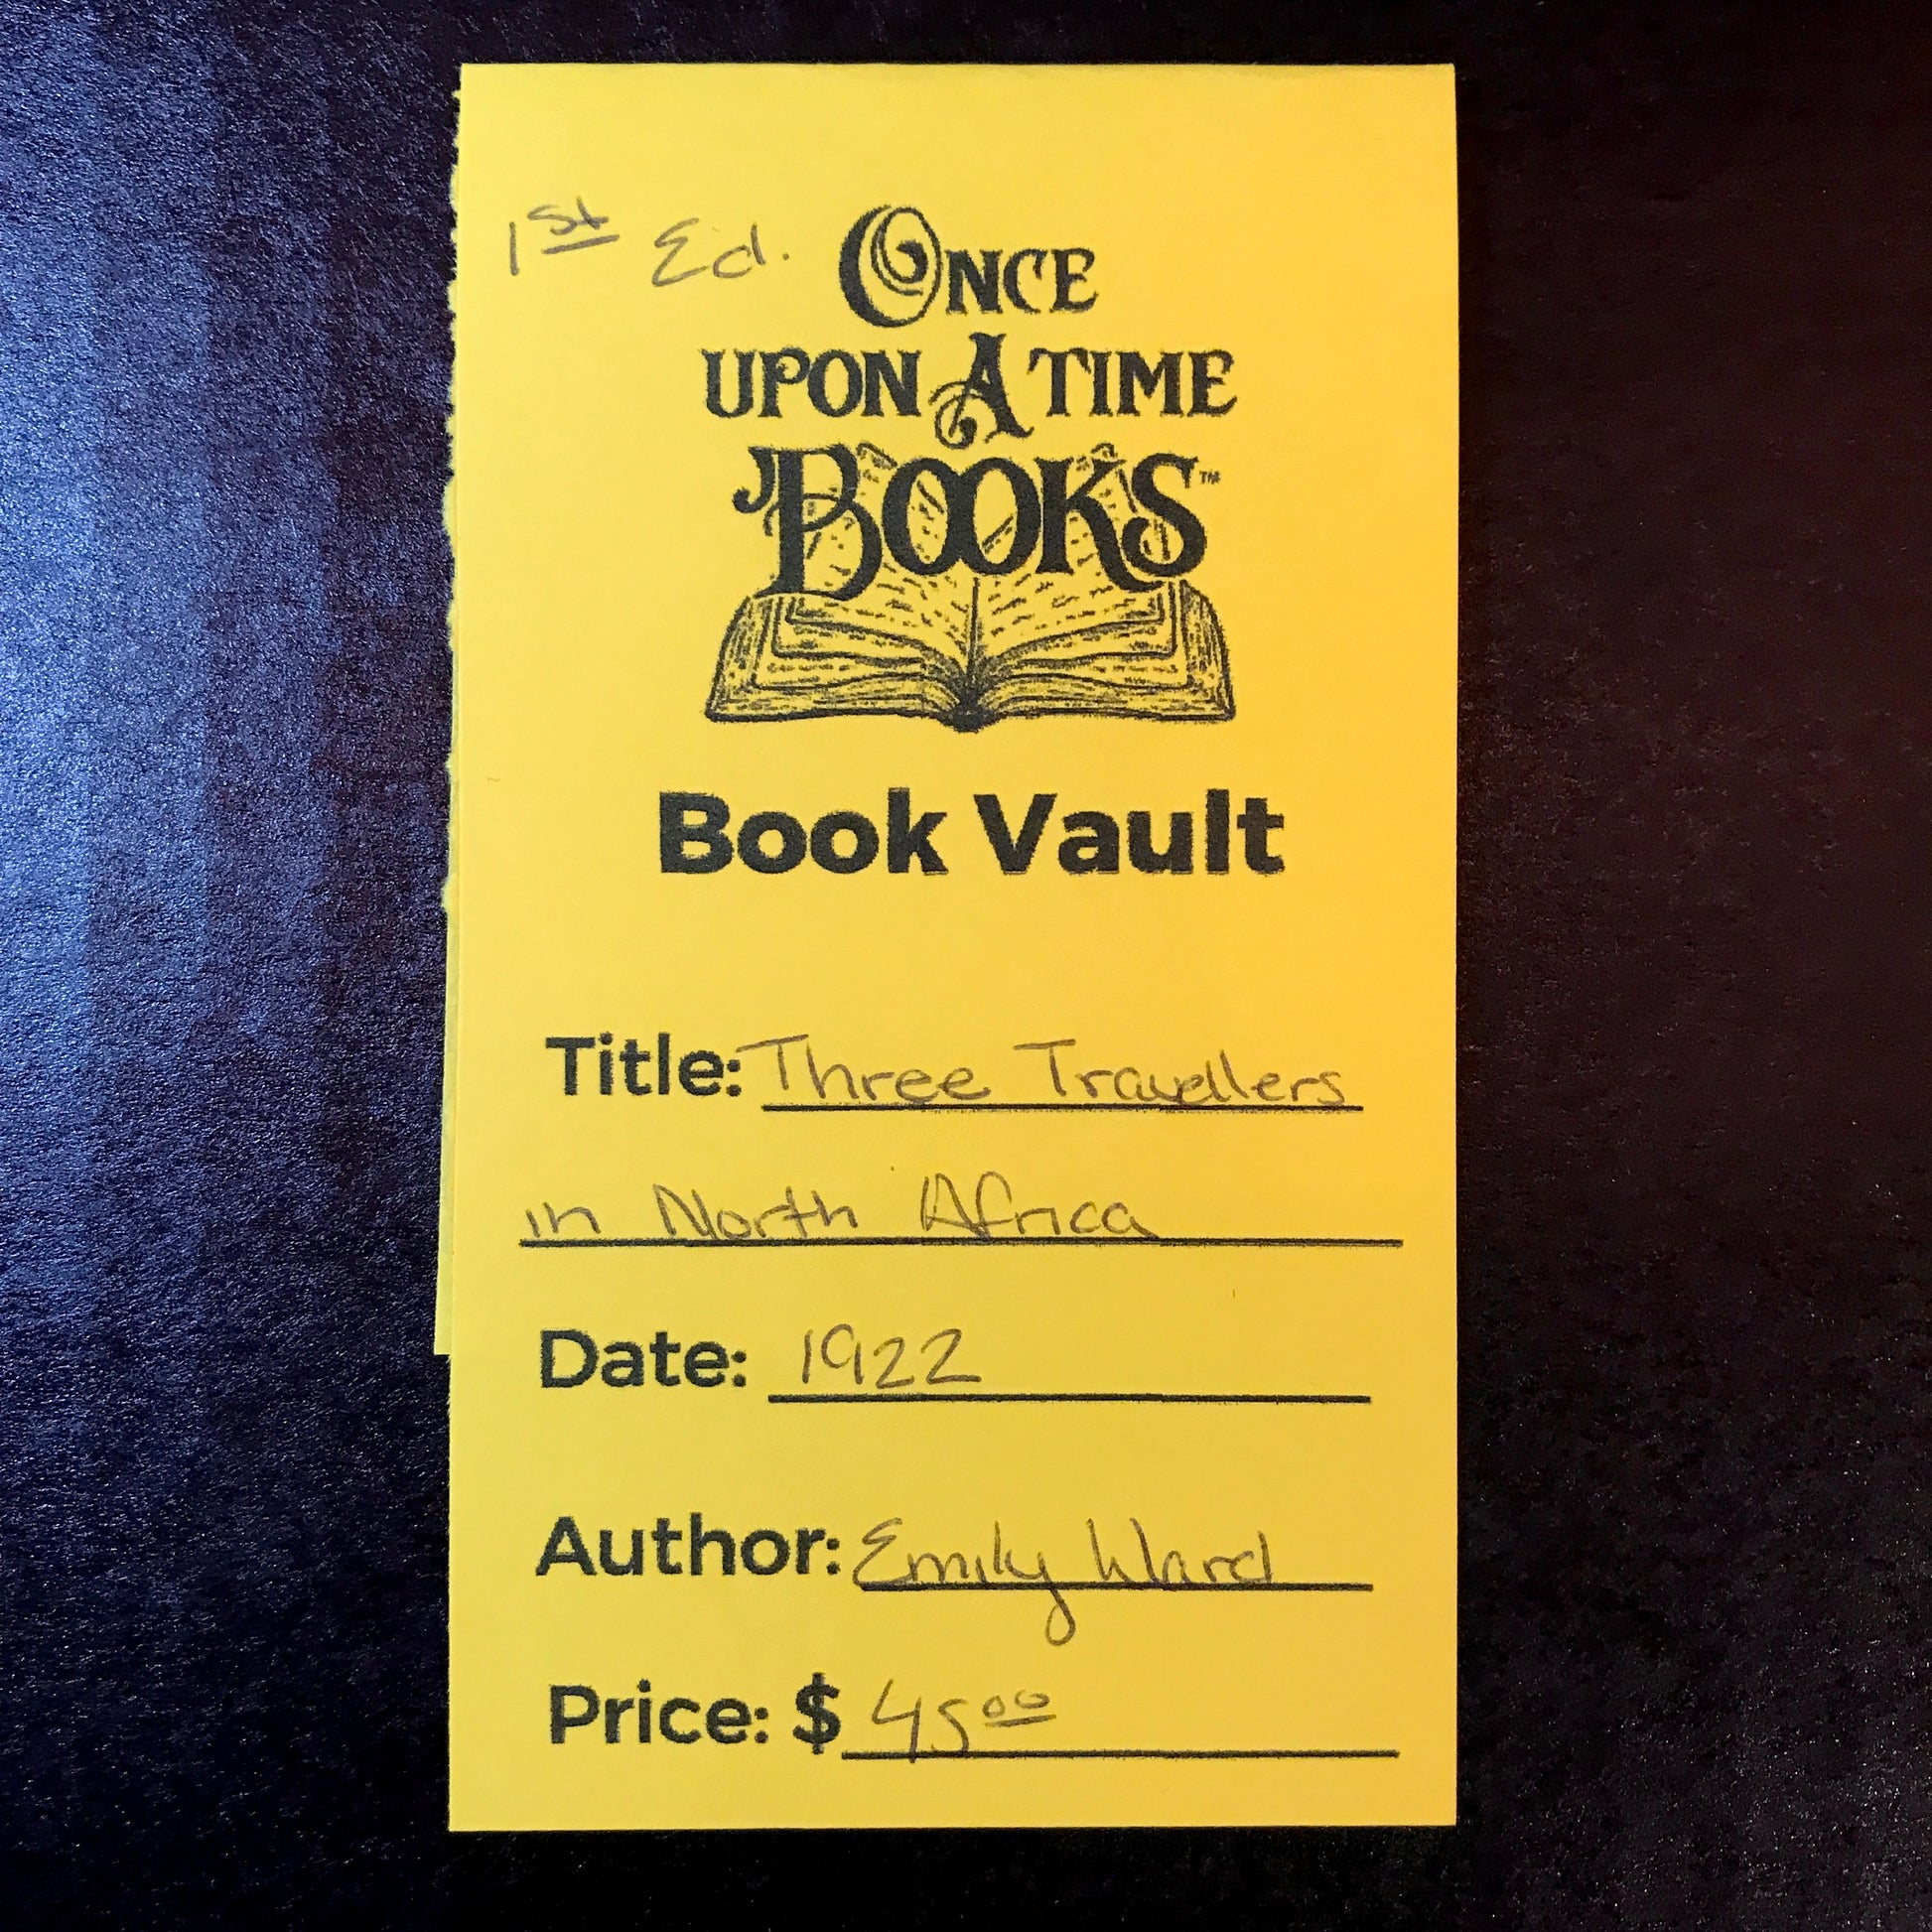 1st Ed.
ONCE
UPON A TIME
BOOKS™
Book Vault
Title: Three Travellers
in North Africa
Date: 1922
Author: Emily Ward
Price: $ 45 00